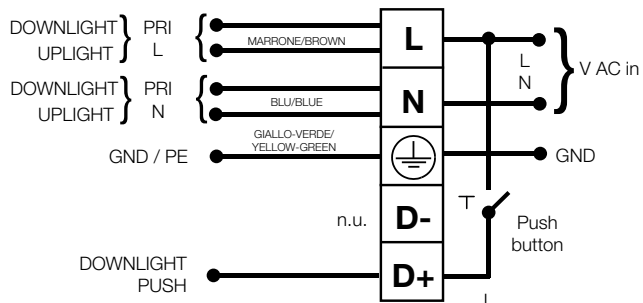 DOWNLIGHT } PRI {
UPLIGHT L
MARRONE/BROWN
L
L
N
} V AC in
DOWNLIGHT } PRI {
UPLIGHT N
BLU/BLUE
N
GIALLO-VERDE/
YELLOW-GREEN
GND / PE
GND
n.u.
D-
Push
button
DOWNLIGHT
PUSH
D+